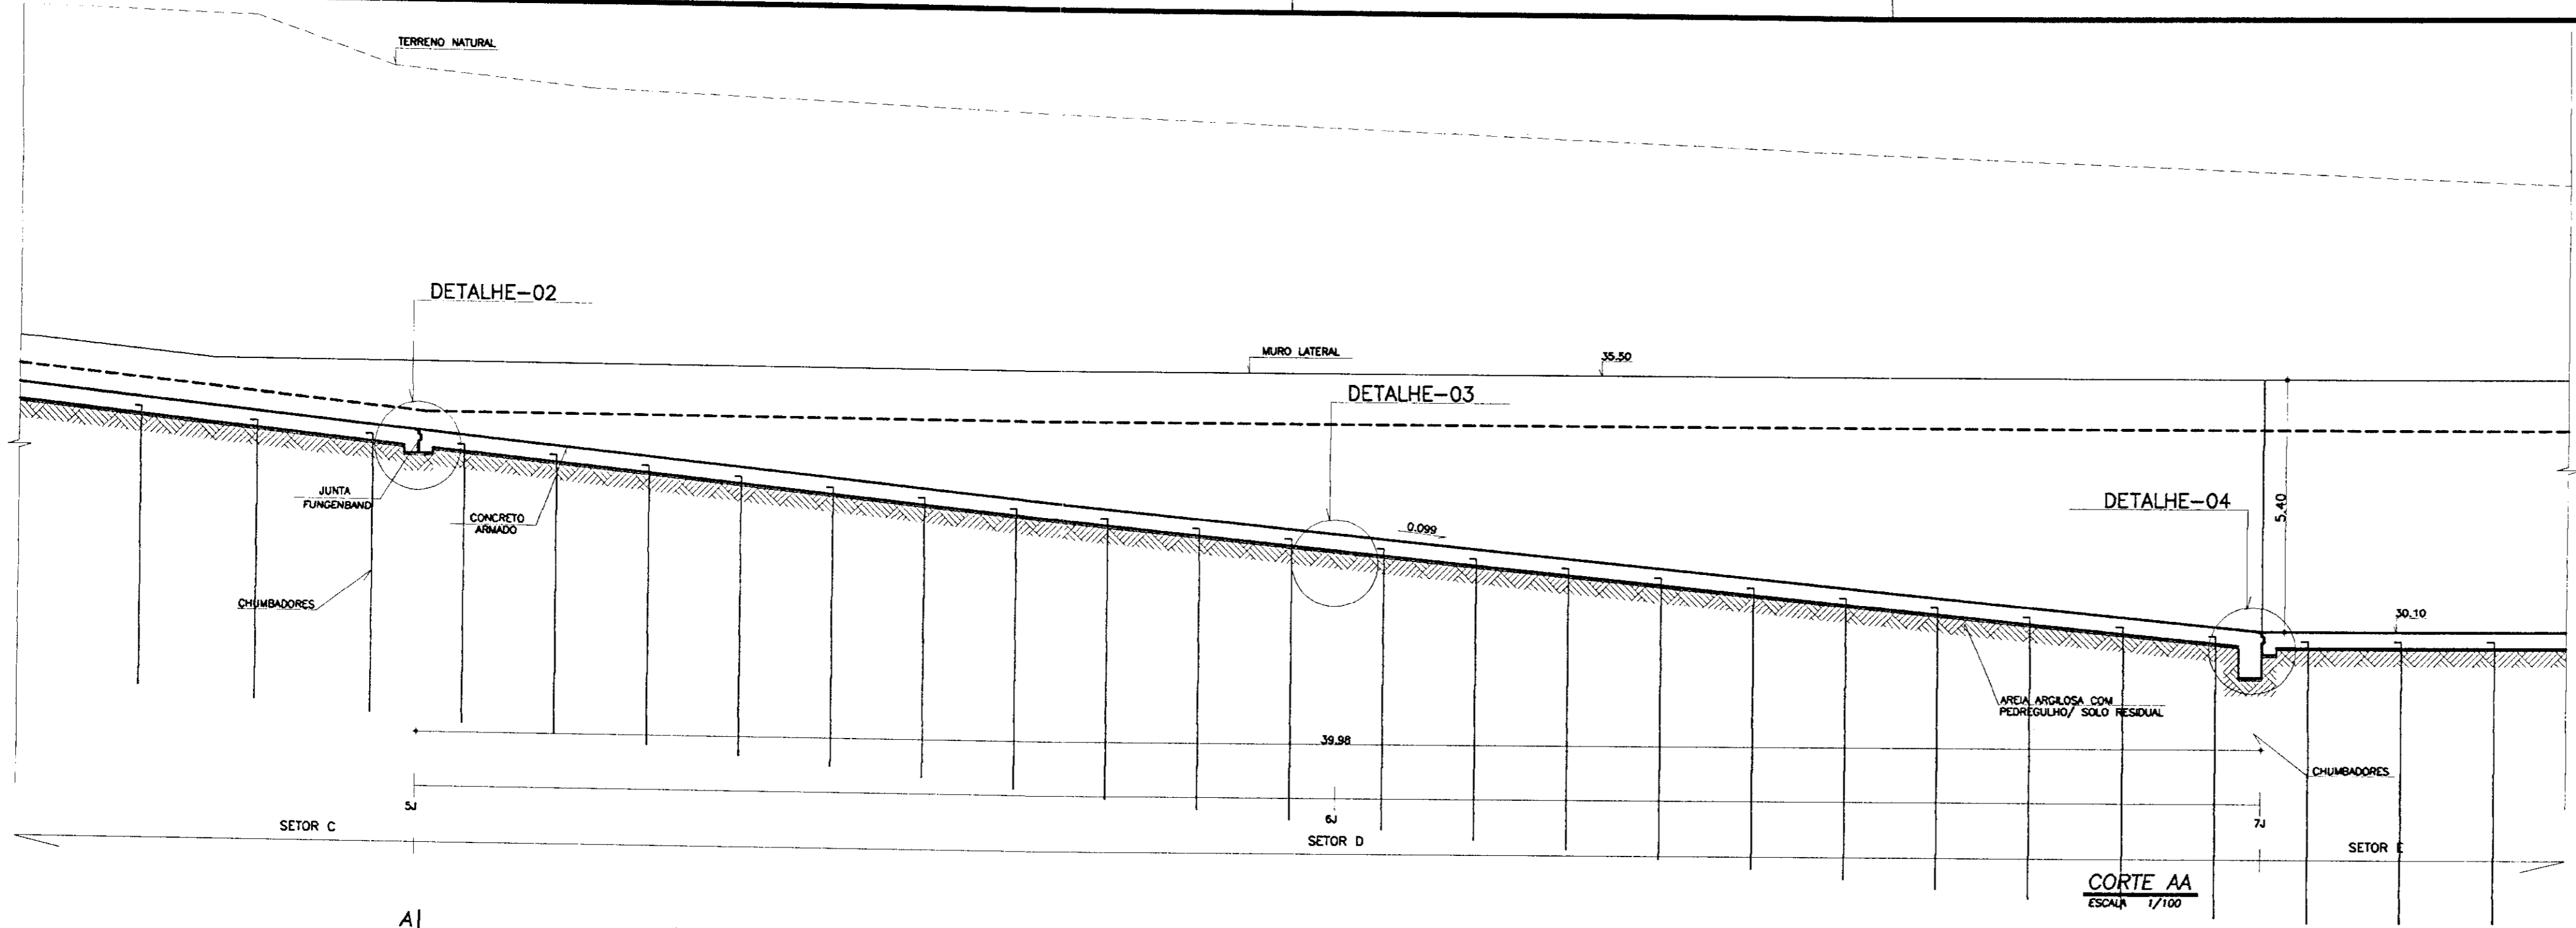 TERRENO NATURAL
DETALHE-02
MURO LATERAL
35.50
DETALHE-03
JUNTA
FUNGENBAND
CONCRETO
ARMADO
0.099
DETALHE-04
5.40
CHUMBADORES
30.10
AREIA ARGILOSA COM
PEDREGULHO/ SOLO RESIDUAL
39.98
CHUMBADORES
5J
6J
7J
SETOR C
SETOR D
SETOR E
CORTE AA
ESCALA 1/100
A